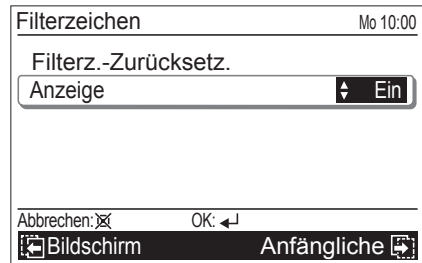 Filterzeichen Mo 10:00
Filterz.-Zurücksetz.
Anzeige Ein
Abbrechen: OK:
Bildschirm Anfängliche